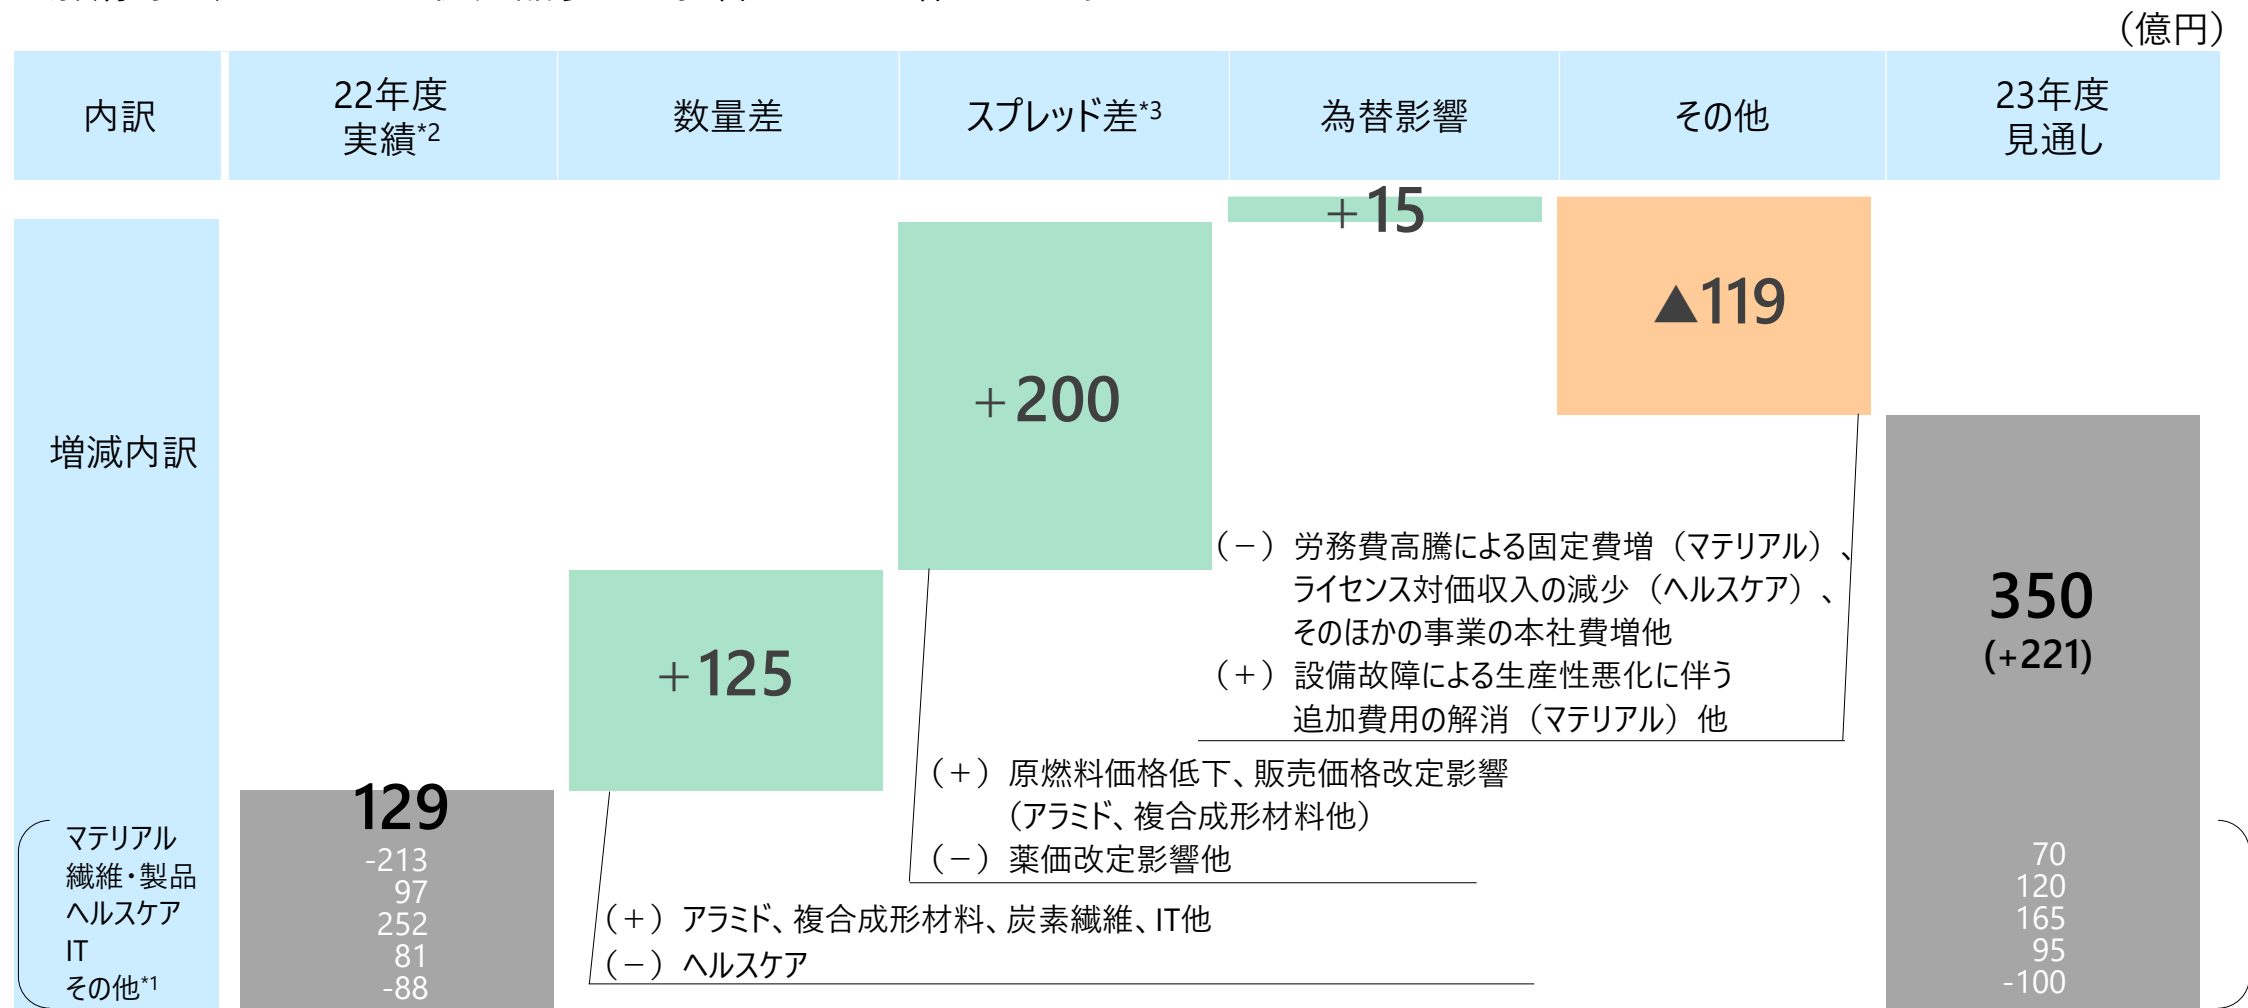 （億円）
内訳
22年度
実績*2
数量差
スプレッド差*3
為替影響
その他
23年度
見通し
増減内訳
＋15
▲119
＋200
＋125
129
350
(+221)
（－）労務費高騰による固定費増（マテリアル）、
ライセンス対価収入の減少（ヘルスケア）、
そのほかの事業の本社費増他
（＋）設備故障による生産性悪化に伴う
追加費用の解消（マテリアル）他
（＋）原燃料価格低下、販売価格改定影響
（アラミド、複合成形材料他）
（－）薬価改定影響他
（＋）アラミド、複合成形材料、炭素繊維、IT他
（－）ヘルスケア
マテリアル
繊維・製品
ヘルスケア
IT
その他*1
-213
97
252
81
-88
70
120
165
95
-100